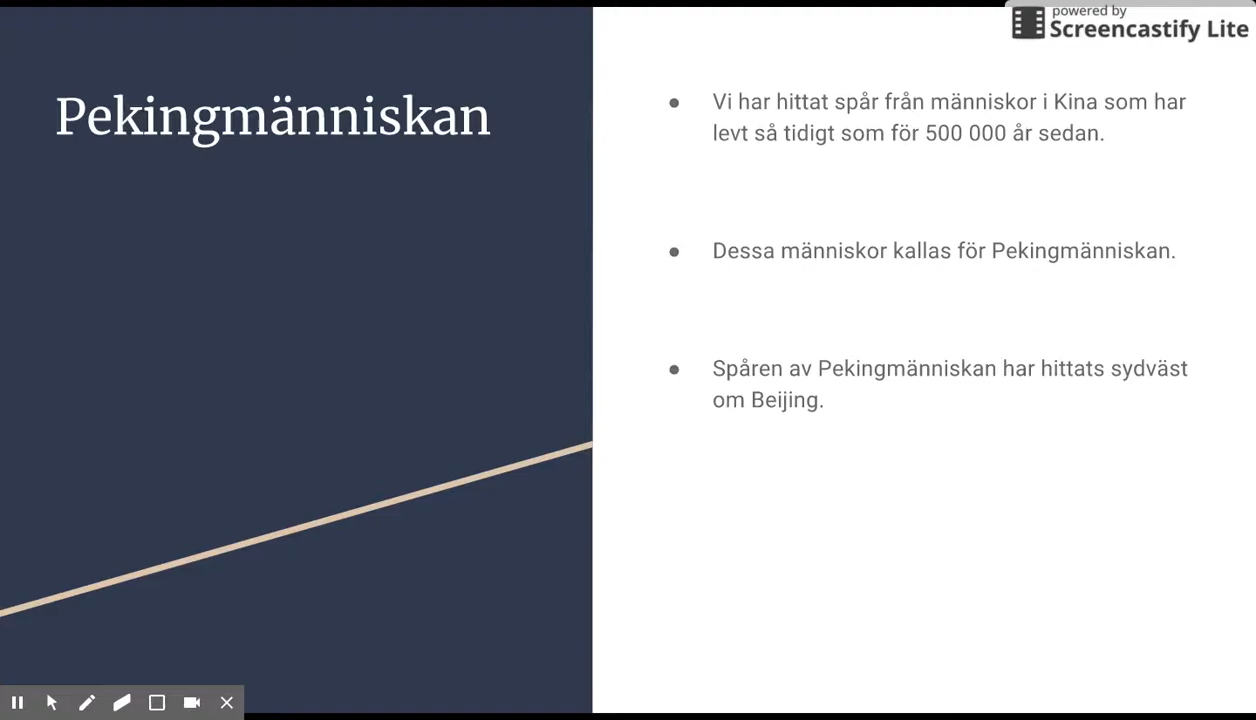 powered by
Screencastify Lite
Pekingmänniskan
● Vi har hittat spår från människor i Kina som har
levt så tidigt som för 500 000 år sedan.
● Dessa människor kallas för Pekingmänniskan.
● Spåren av Pekingmänniskan har hittats sydväst
om Beijing.